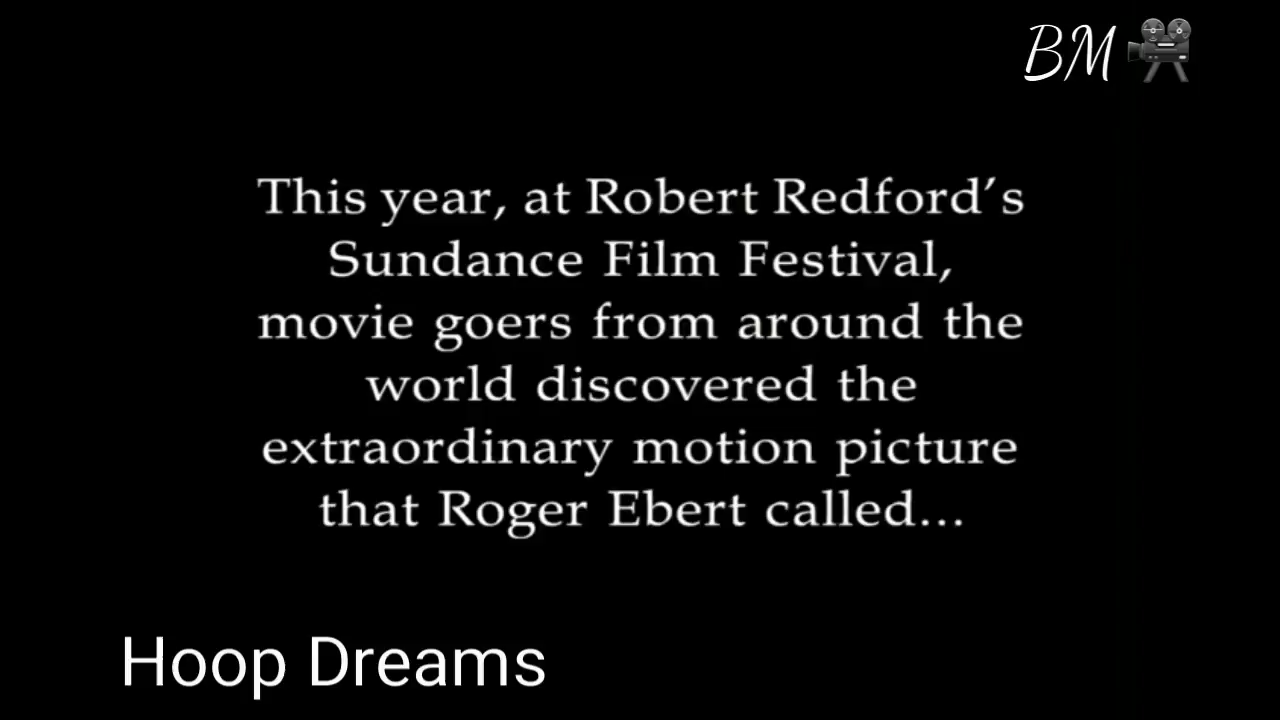 BM
This year, at Robert Redford's
Sundance Film Festival,
movie goers from around the
world discovered the
extraordinary motion picture
that Roger Ebert called...
Hoop Dreams